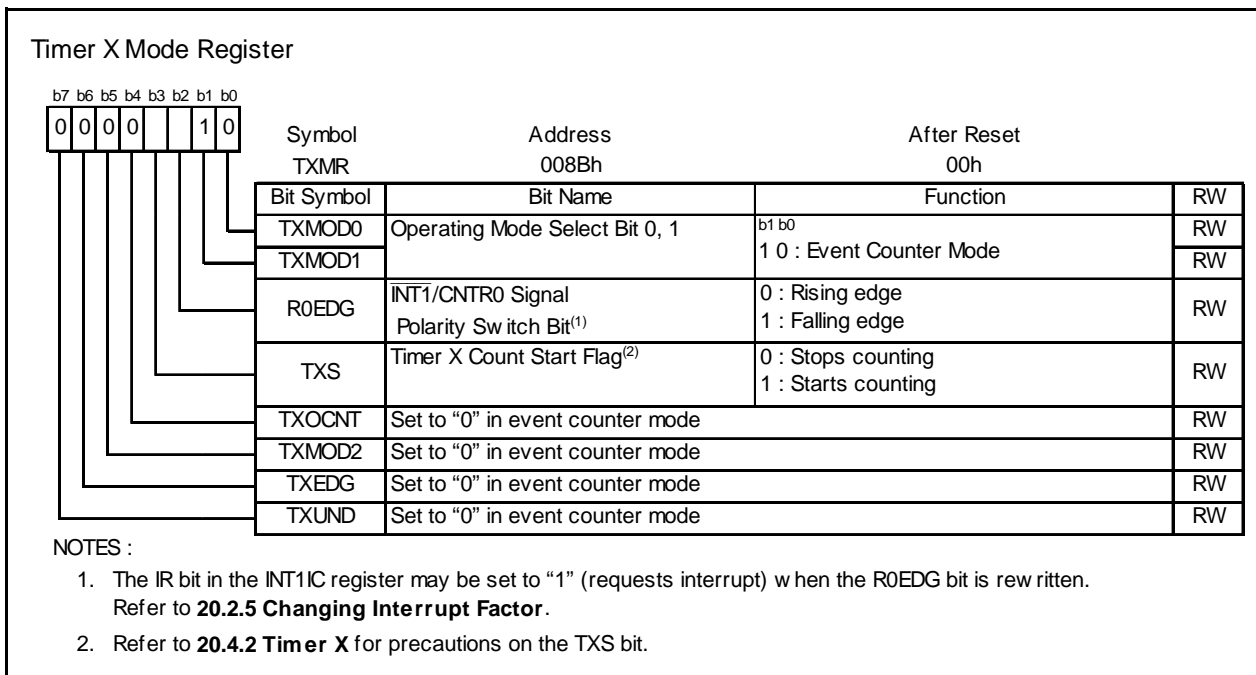 Timer X Mode Register
b7 b6 b5 b4 b3 b2 b1 b0
0 0 0 0 1 0
Symbol Address After Reset
TXMR 008Bh 00h
Bit Symbol Bit Name Function RW
TXMOD0 Operating Mode Select Bit 0, 1 b1 b0 RW
TXMOD1 1 0 : Event Counter Mode RW
R0EDG INT1/CNTR0 Signal 0 : Rising edge RW
Polarity Switch Bit(1) 1 : Falling edge
TXS Timer X Count Start Flag(2) 0 : Stops counting RW
1 : Starts counting
TXOCNT Set to “0” in event counter mode RW
TXMOD2 Set to “0” in event counter mode RW
TXEDG Set to “0” in event counter mode RW
TXUND Set to “0” in event counter mode RW
NOTES :
1. The IR bit in the INT1IC register may be set to “1” (requests interrupt) when the R0EDG bit is rewritten.
Refer to 20.2.5 Changing Interrupt Factor.
2. Refer to 20.4.2 Timer X for precautions on the TXS bit.